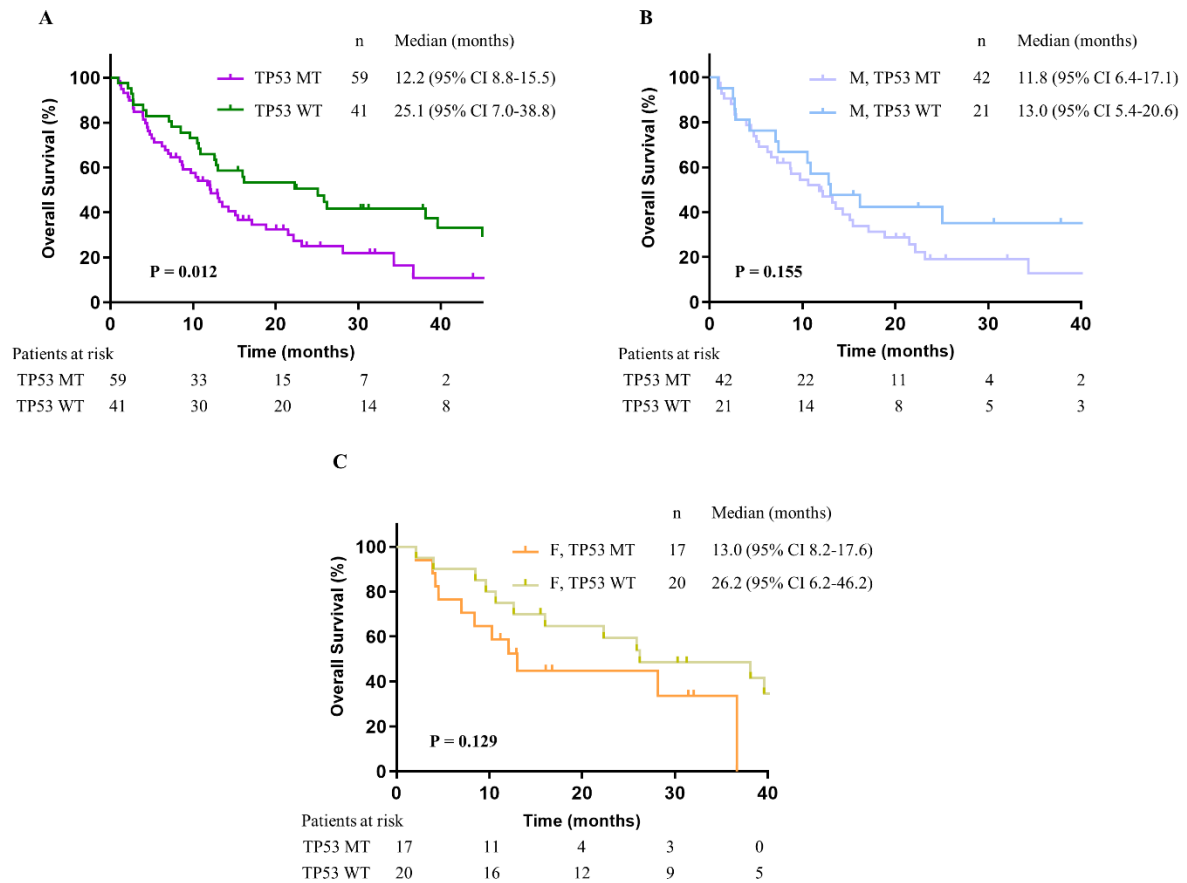 A
n Median (months)
TP53 MT 59 12.2 (95% CI 8.8-15.5)
TP53 WT 41 25.1 (95% CI 7.0-38.8)
Overall Survival (%)
100
80
60
40
20
0
P = 0.012
0 10 20 30 40
Time (months)
Patients at risk
TP53 MT 59 33 15 7 2
TP53 WT 41 30 20 14 8
B
n Median (months)
M, TP53 MT 42 11.8 (95% CI 6.4-17.1)
M, TP53 WT 21 13.0 (95% CI 5.4-20.6)
Overall Survival (%)
100
80
60
40
20
0
P = 0.155
0 10 20 30 40
Time (months)
Patients at risk
TP53 MT 42 22 11 4 2
TP53 WT 21 14 8 5 3
C
n Median (months)
F, TP53 MT 17 13.0 (95% CI 8.2-17.6)
F, TP53 WT 20 26.2 (95% CI 6.2-46.2)
Overall Survival (%)
100
80
60
40
20
0
P = 0.129
0 10 20 30 40
Time (months)
Patients at risk
TP53 MT 17 11 4 3 0
TP53 WT 20 16 12 9 5